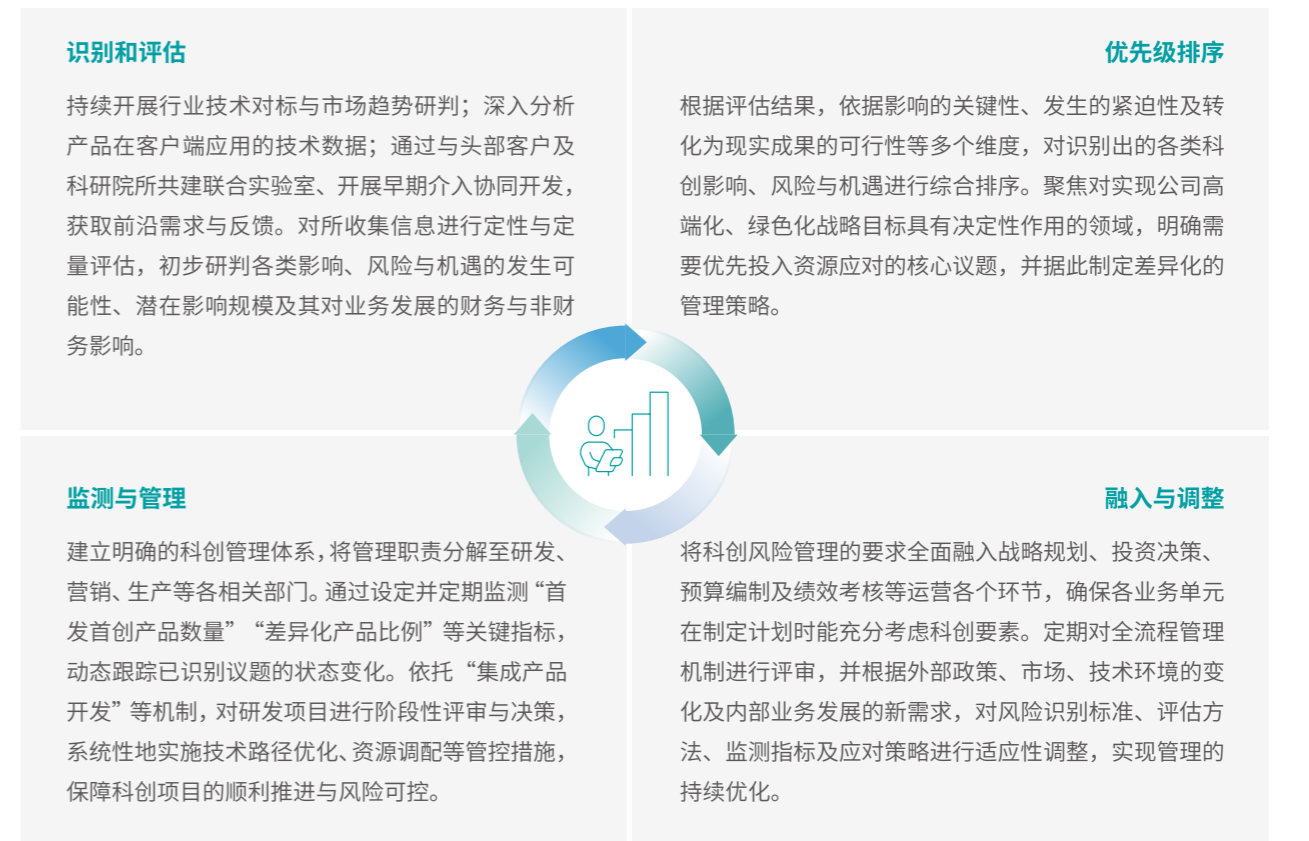 识别和评估
持续开展行业技术对标与市场趋势研判；深入分析
产品在客户端应用的技术数据；通过与头部客户及
科研院所共建联合实验室、开展早期介入协同开发，
获取前沿需求与反馈。对所收集信息进行定性与定
量评估，初步研判各类影响、风险与机遇的发生可
能性、潜在影响规模及其对业务发展的财务与非财
务影响。
优先级排序
根据评估结果，依据影响的关键性、发生的紧迫性及转
化为现实成果的可行性等多个维度，对识别出的各类科
创影响、风险与机遇进行综合排序。聚焦对实现公司高
端化、绿色化战略目标具有决定性作用的领域，明确需
要优先投入资源应对的核心议题，并据此制定差异化的
管理策略。
监测与管理
建立明确的科创管理体系，将管理职责分解至研发、
营销、生产等各相关部门。通过设定并定期监测“首
发首创产品数量”“差异化产品比例”等关键指标，
动态跟踪已识别议题的状态变化。依托“集成产品
开发”等机制，对研发项目进行阶段性评审与决策，
系统性地实施技术路径优化、资源调配等管控措施，
保障科创项目的顺利推进与风险可控。
融入与调整
将科创风险管理的要求全面融入战略规划、投资决策、
预算编制及绩效考核等运营各个环节，确保各业务单元
在制定计划时能充分考虑科创要素。定期对全流程管理
机制进行评审，并根据外部政策、市场、技术环境的变
化及内部业务发展的新需求，对风险识别标准、评估方
法、监测指标及应对策略进行适应性调整，实现管理的
持续优化。